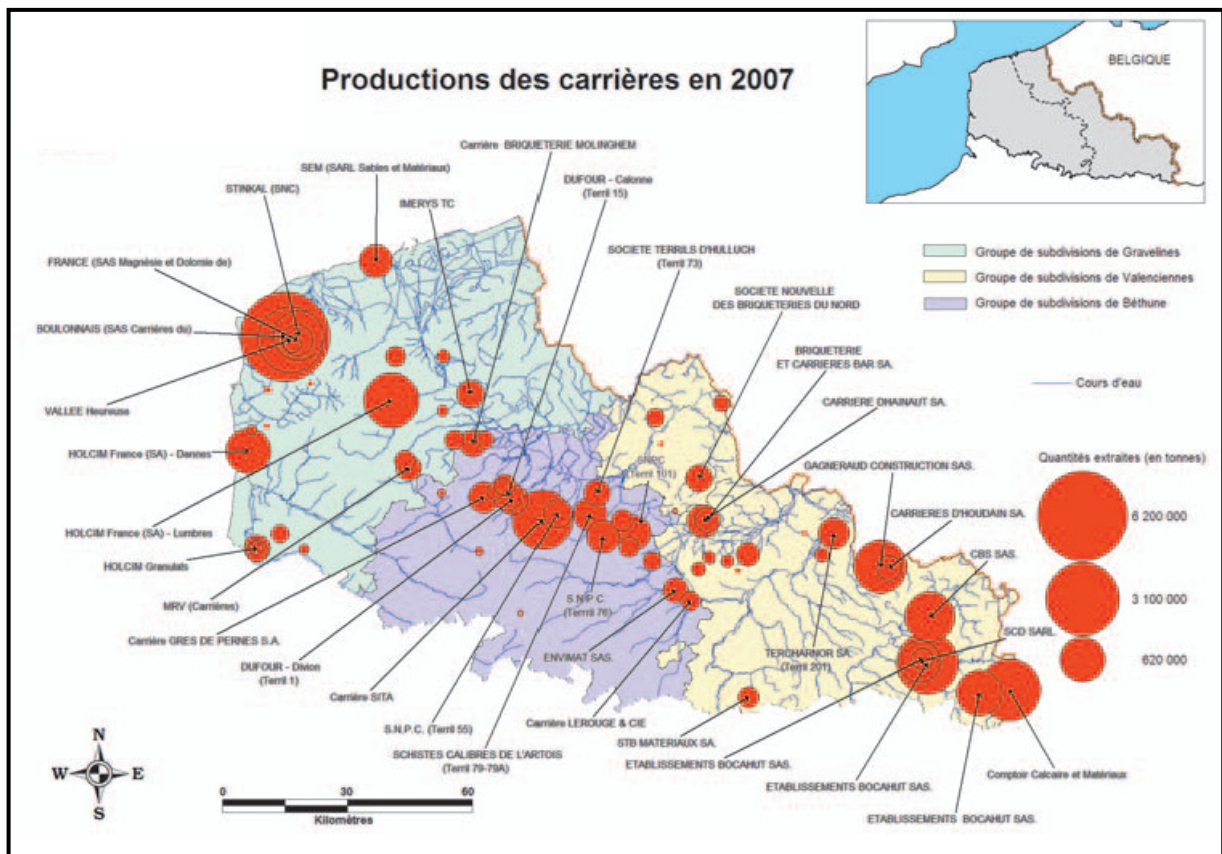 Productions des carrières en 2007
BELGIQUE
Carrière BRIQUETERIE MOLINGHEM
SEM (SARL Sables et Matériaux)
DUFOUR - Calonne
(Terril 15)
STINKAL (SNC)
IMERYS TC
SOCIETE TERRILS D'HULLUCH
(Terril 73)
FRANCE (SAS Magnésie et Dolomie de)
SOCIETE NOUVELLE
DES BRIQUETERIES DU NORD
BOULONNAIS (SAS Carrières du)
BRIQUETERIE
ET CARRIERES BAR SA.
VALLEE Heureuse
CARRIERE DHAINAUT SA.
HOLCIM France (SA) - Dannes
SNPC
(Terril 101)
GAGNERAUD CONSTRUCTION SAS.
CARRIERES D'HOUDAIN SA.
HOLCIM France (SA) - Lumbres
CBS SAS.
HOLCIM Granulats
MRV (Carrières)
S.N.P.C.
(Terril 76)
SCD SARL.
Carrière GRES DE PERNES S.A.
ENVIMAT SAS.
TERCHARNOR SA.
(Terril 201)
DUFOUR - Divion
(Terril 1)
Carrière SITA
Carrière LEROUGE & CIE
S.N.P.C. (Terril 55)
STB MATERIAUX SA.
SCHISTES CALIBRES DE L'ARTOIS
(Terril 79-79A)
ETABLISSEMENTS BOCAHUT SAS.
Comptoir Calcaire et Matériaux
ETABLISSEMENTS BOCAHUT SAS.
ETABLISSEMENTS BOCAHUT SAS.
Groupe de subdivisions de Gravelines
Groupe de subdivisions de Valenciennes
Groupe de subdivisions de Béthune
Cours d'eau
Quantités extraites (en tonnes)
6 200 000
3 100 000
620 000
N
W E
S
0 30 60
Kilomètres